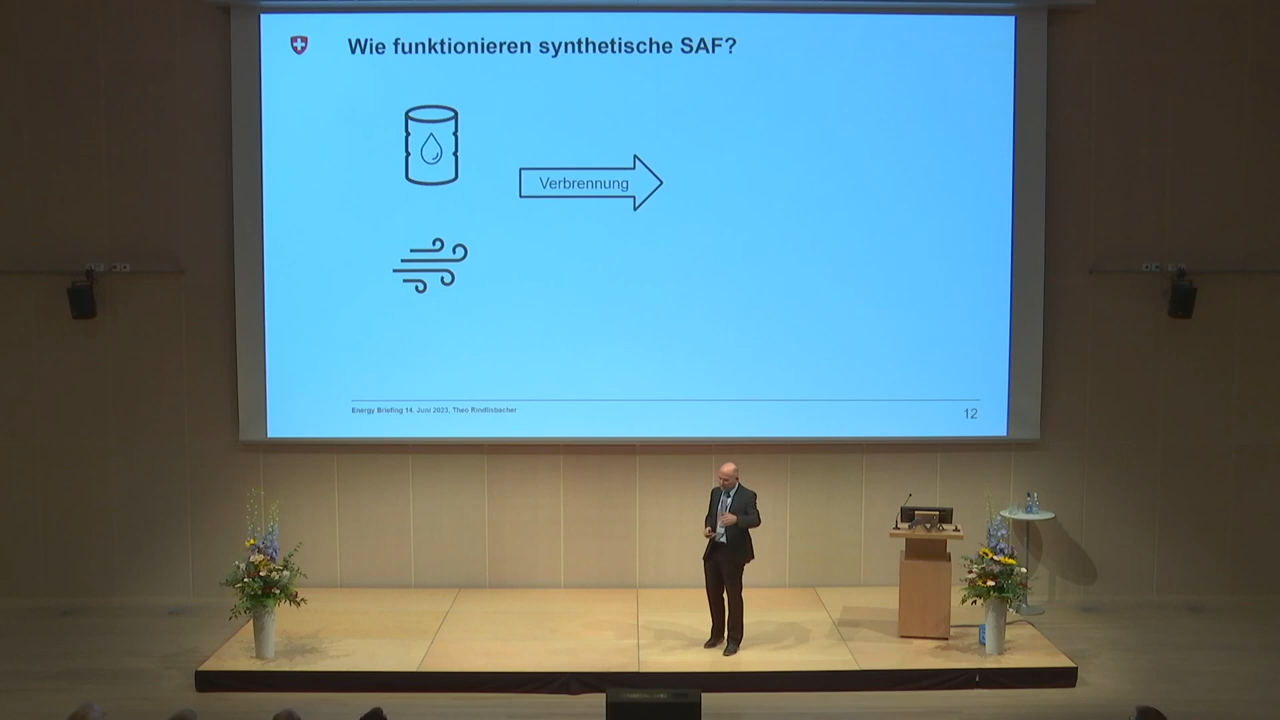 Wie funktionieren synthetische SAF?
Verbrennung
Energy Briefing 14. Juni 2023, Theo Rindlisbacher
12